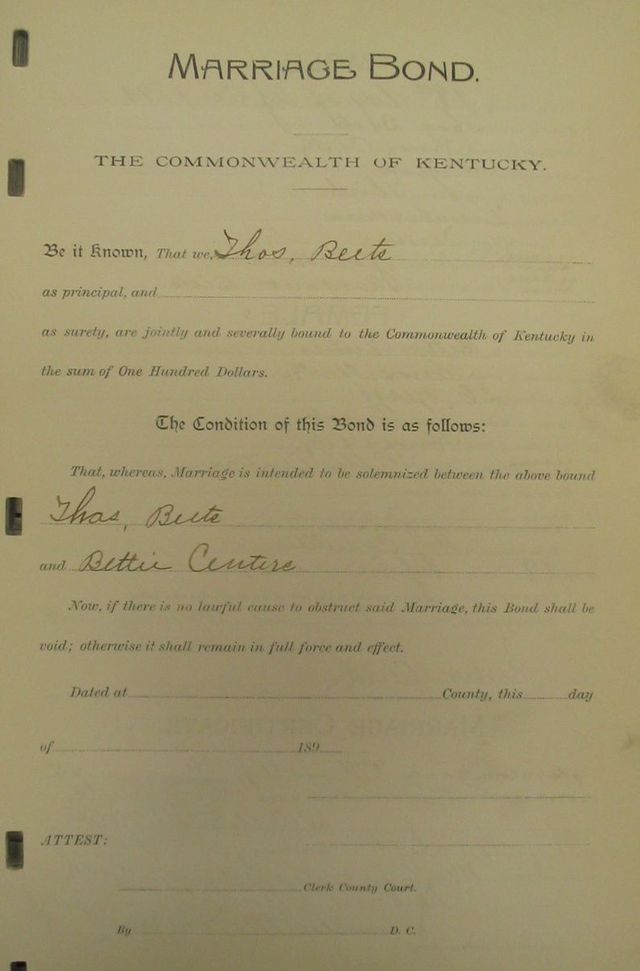 MARRIAGE BOND.
THE COMMONWEALTH OF KENTUCKY.
Be it Known, That we, Thos, Beets
as principal, and
as surety, are jointly and severally bound to the Commonwealth of Kentucky in
the sum of One Hundred Dollars.
The Condition of this Bond is as follows:
That, whereas, Marriage is intended to be solemnized between the above bound
Thos, Beets
and Bettie Centers
Now, if there is no lawful cause to obstruct said Marriage, this Bond shall be
void; otherwise it shall remain in full force and effect.
Dated at County, this day
of 189
ATTEST:
Clerk County Court.
By D. C.